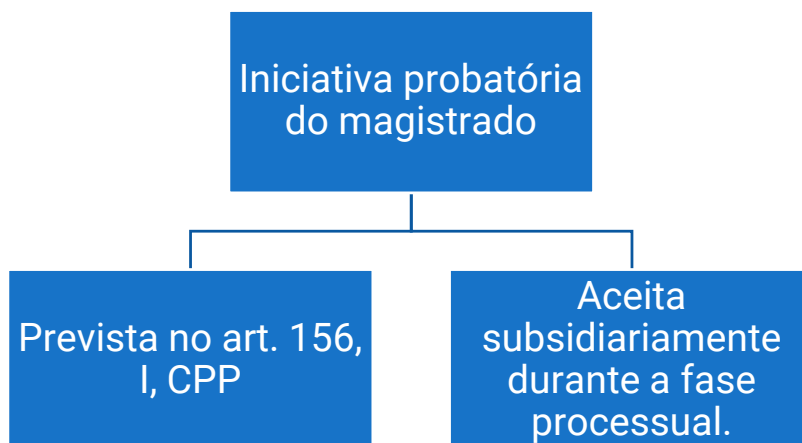 Iniciativa probatória
do magistrado
Prevista no art. 156,
I, CPP
Aceita
subsidiariamente
durante a fase
processual.